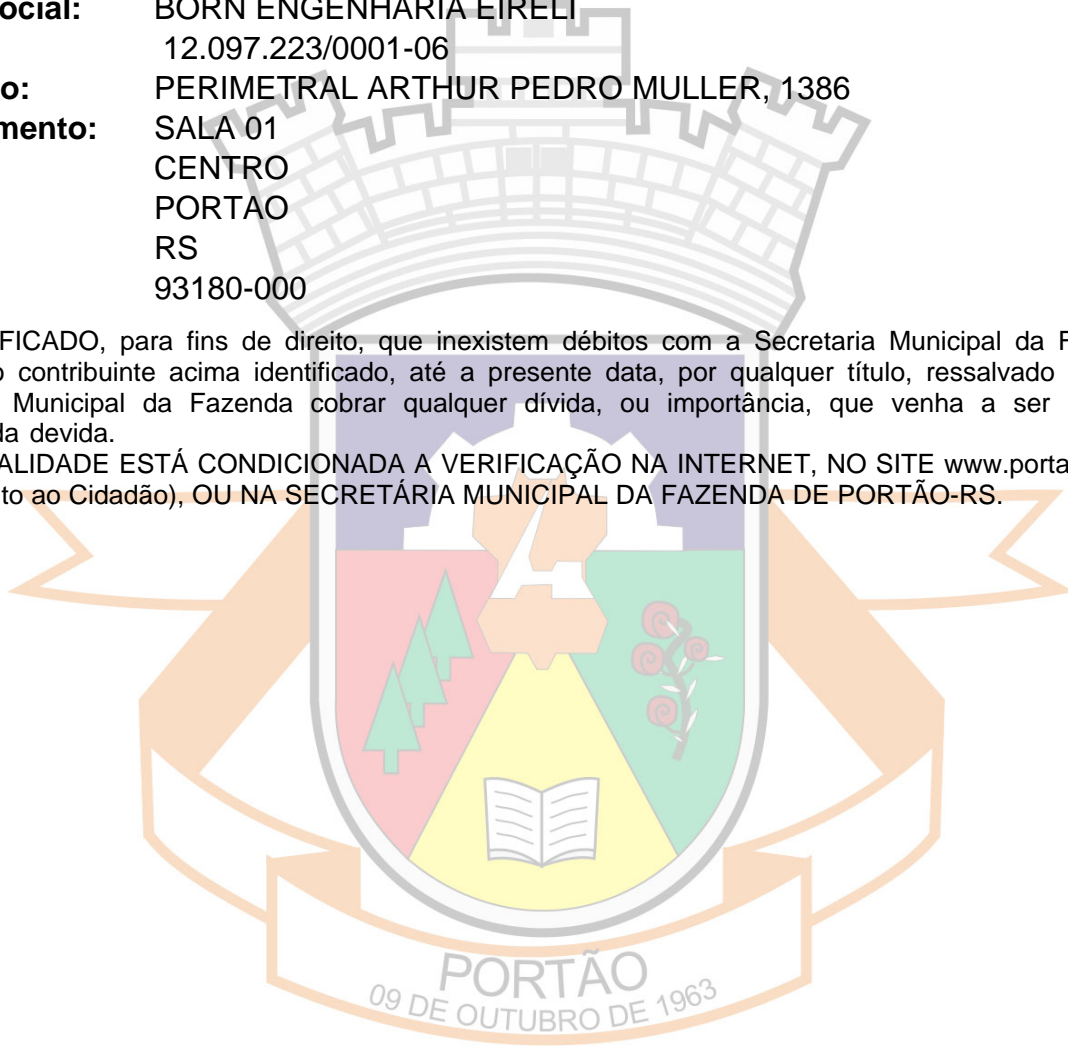 ocial: BORN ENGENHARIA EIRELI
12.097.223/0001-06
o: PERIMETRAL ARTHUR PEDRO MULLER, 1386
mento: SALA 01
CENTRO
PORTAO
RS
93180-000
FICADO, para fins de direito, que inexistem débitos com a Secretaria Municipal da F
o contribuinte acima identificado, até a presente data, por qualquer título, ressalvado
Municipal da Fazenda cobrar qualquer dívida, ou importância, que venha a ser
da devida.
ALIDADE ESTÁ CONDICIONADA A VERIFICAÇÃO NA INTERNET, NO SITE www.porta
to ao Cidadão), OU NA SECRETÁRIA MUNICIPAL DA FAZENDA DE PORTÃO-RS.
PORTÃO
09 DE OUTUBRO DE 1963